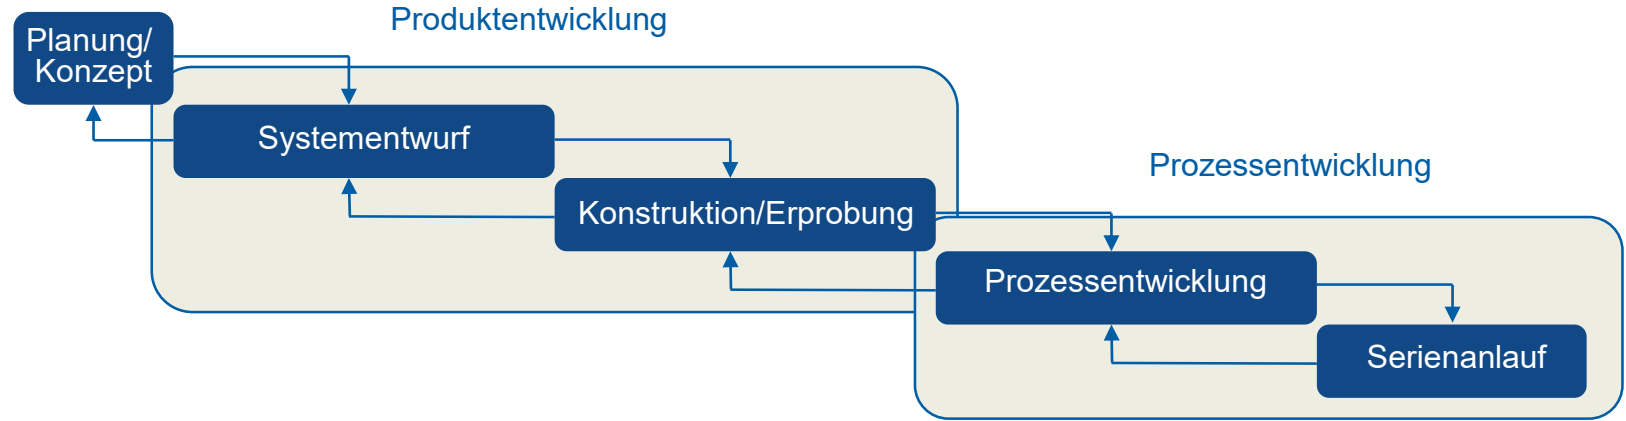 Produktentwicklung
Planung/
Konzept
Systementwurf
Prozessentwicklung
Konstruktion/Erprobung
Prozessentwicklung
Serienanlauf